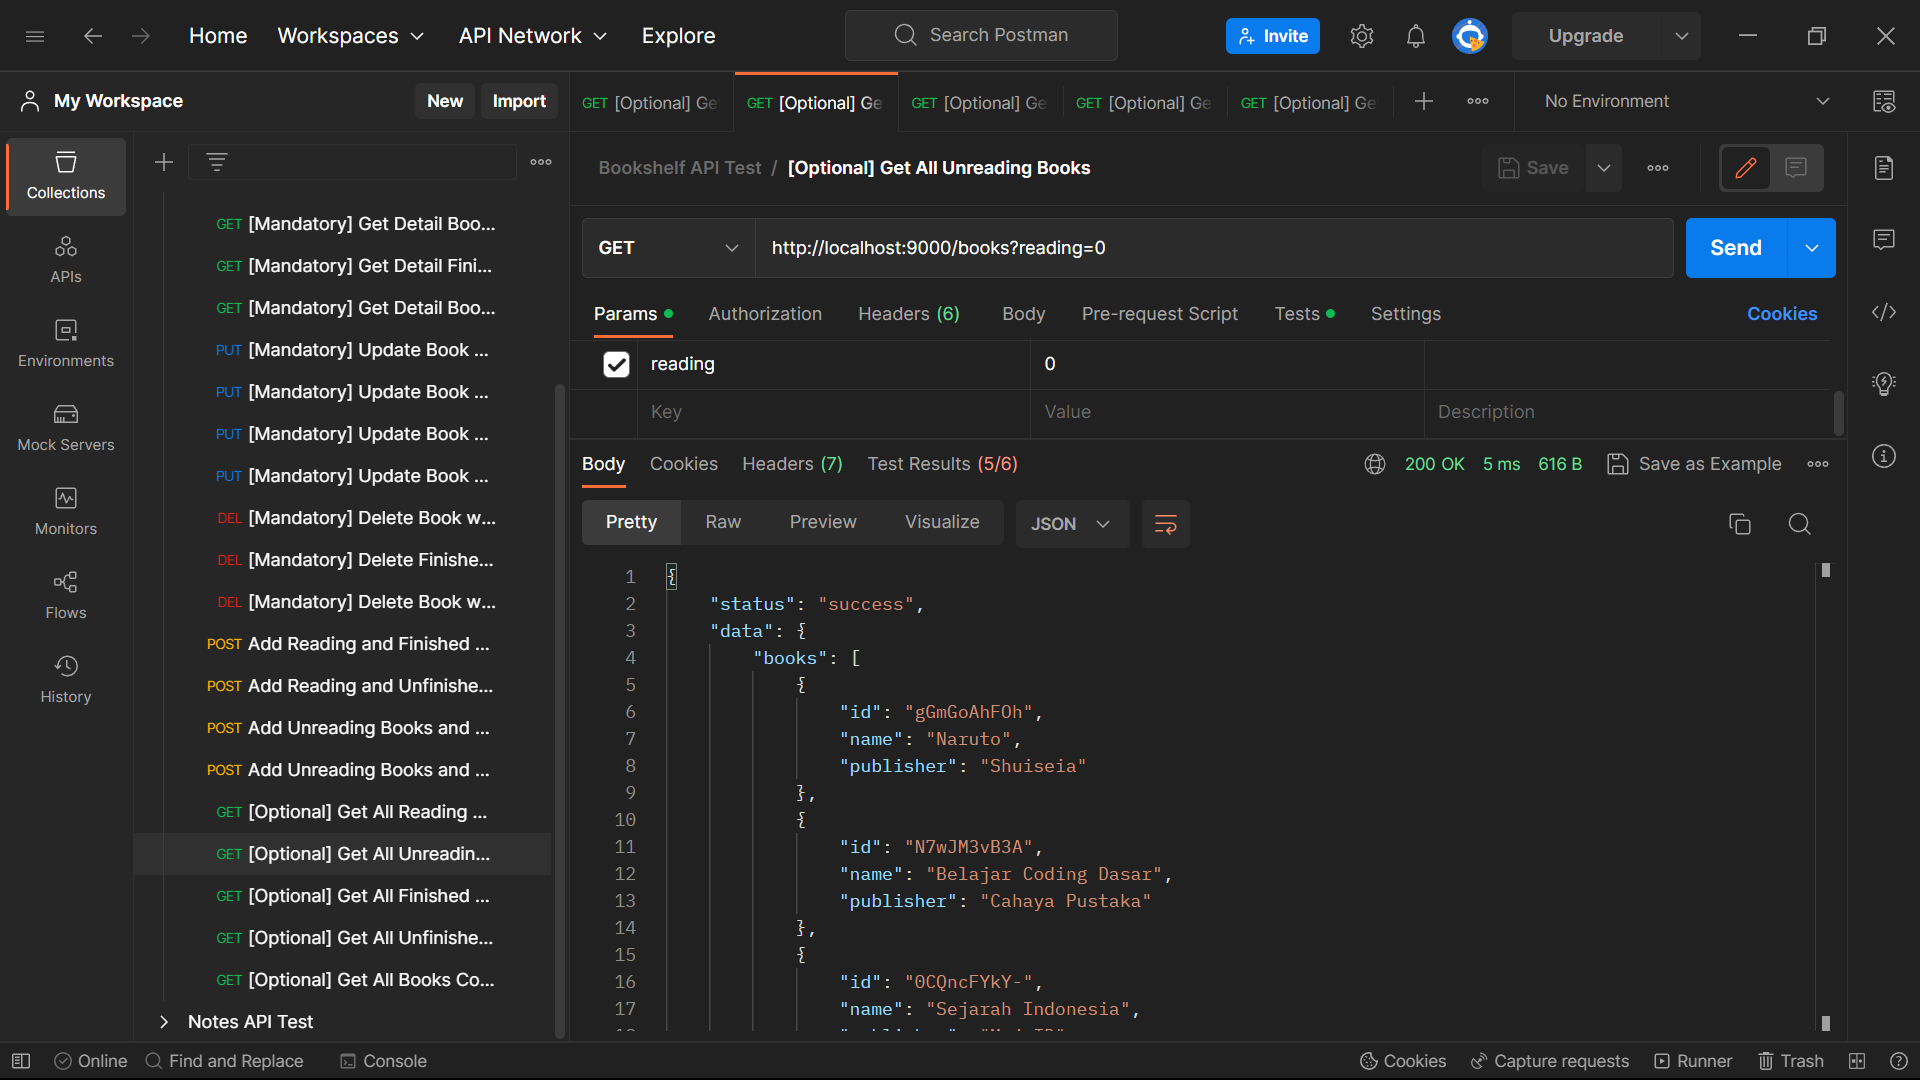 Home
Workspaces
API Network
Explore
Search Postman
Invite
Upgrade
My Workspace
New
Import
GET [Optional] Ge
GET [Optional] Ge
GET [Optional] Ge
GET [Optional] Ge
GET [Optional] Ge
No Environment
Collections
APIs
Environments
Mock Servers
Monitors
Flows
History
GET [Mandatory] Get Detail Boo...
GET [Mandatory] Get Detail Fini...
GET [Mandatory] Get Detail Boo...
PUT [Mandatory] Update Book ...
PUT [Mandatory] Update Book ...
PUT [Mandatory] Update Book ...
PUT [Mandatory] Update Book ...
DEL [Mandatory] Delete Book w...
DEL [Mandatory] Delete Finishe...
DEL [Mandatory] Delete Book w...
POST Add Reading and Finished ...
POST Add Reading and Unfinishe...
POST Add Unreading Books and ...
POST Add Unreading Books and ...
GET [Optional] Get All Reading ...
GET [Optional] Get All Unreadin...
GET [Optional] Get All Finished ...
GET [Optional] Get All Unfinishe...
GET [Optional] Get All Books Co...
Notes API Test
Bookshelf API Test / [Optional] Get All Unreading Books
Save
GET
http://localhost:9000/books?reading=0
Send
Params
Authorization
Headers (6)
Body
Pre-request Script
Tests
Settings
Cookies
reading
0
Key
Value
Description
Body
Cookies
Headers (7)
Test Results (5/6)
200 OK
5 ms
616 B
Save as Example
Pretty
Raw
Preview
Visualize
JSON
1 {
2 "status": "success",
3 "data": {
4 "books": [
5 {
6 "id": "gGmGoAhFOh",
7 "name": "Naruto",
8 "publisher": "Shuiseia"
9 },
10 {
11 "id": "N7wJM3vB3A",
12 "name": "Belajar Coding Dasar",
13 "publisher": "Cahaya Pustaka"
14 },
15 {
16 "id": "0CQncFYkY-",
17 "name": "Sejarah Indonesia",
Online
Find and Replace
Console
Cookies
Capture requests
Runner
Trash